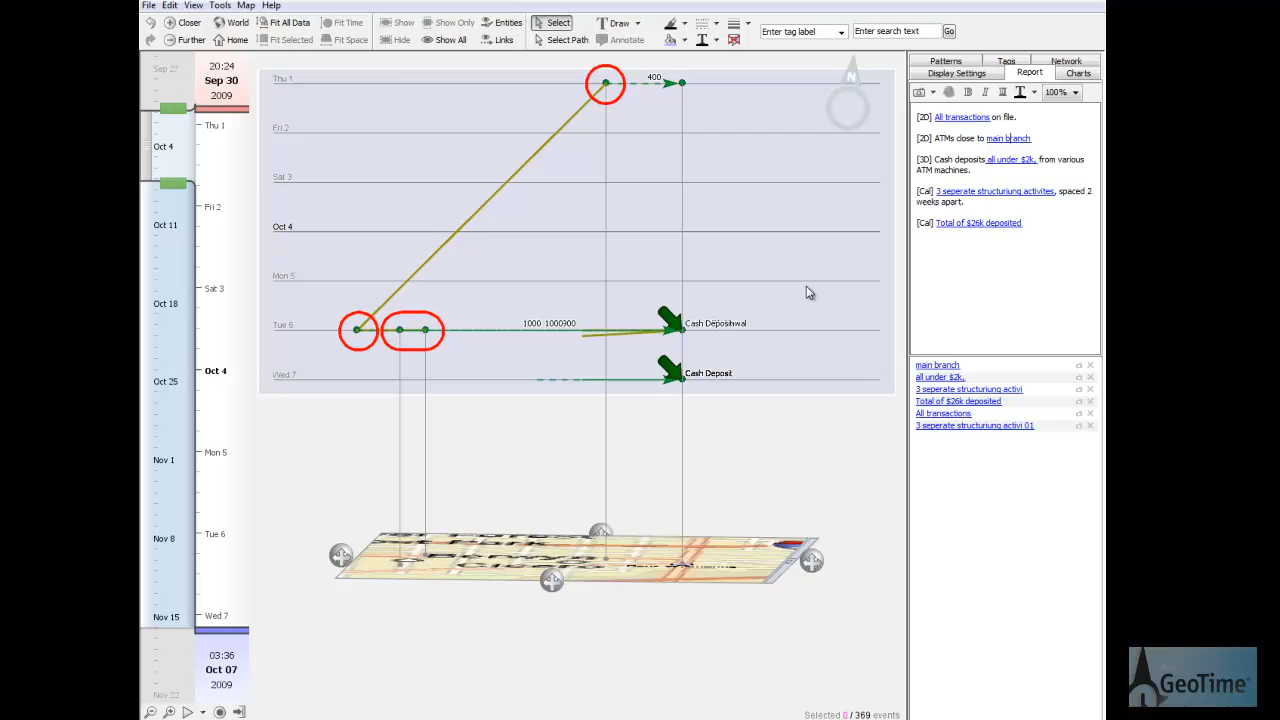 File Edit View Tools Map Help
Closer World Fit All Data Fit Time Show Show Only Entities Select Draw
Further Home Fit Selected Fit Space Hide Show All Links Select Path Annotate
Enter tag label Enter search text Go
Sep 27
Oct 4
Oct 11
Oct 18
Oct 25
Nov 1
Nov 8
Nov 15
Nov 22
20:24
Sep 30
2009
Thu 1
Fri 2
Sat 3
Oct 4
Mon 5
Tue 6
Wed 7
03:36
Oct 07
2009
Thu 1
400
N
Fri 2
Sat 3
Oct 4
Mon 5
Tue 6
1000 1000900
Wed 7
Cash Deposit
Patterns Tags Network
Display Settings Report Charts
B I T 100%
[2D] All transactions on file.
[2D] ATMs close to main branch
[3D] Cash deposits all under $2k, from various
ATM machines.
[Cal] 3 seperate structuriung activites, spaced 2
weeks apart.
[Cal] Total of $26k deposited
main branch
all under $2k,
3 seperate structuriung activi
Total of $26k deposited
All transactions
3 seperate structuriung activi 01
Selected 0 / 369 events
GeoTime®